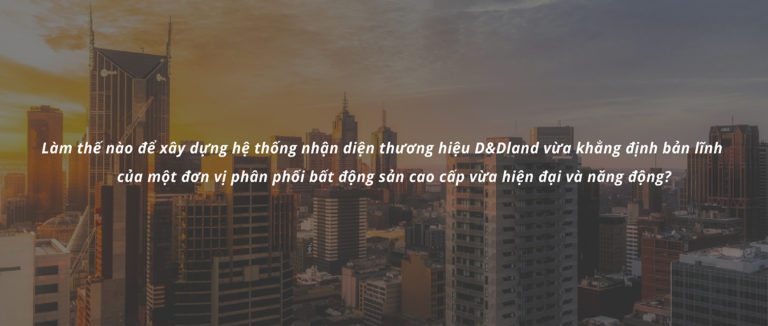 Làm thế nào để xây dựng hệ thống nhận diện thương hiệu D&Dland vừa khẳng định bản lĩnh
của một đơn vị phân phối bất động sản cao cấp vừa hiện đại và năng động?